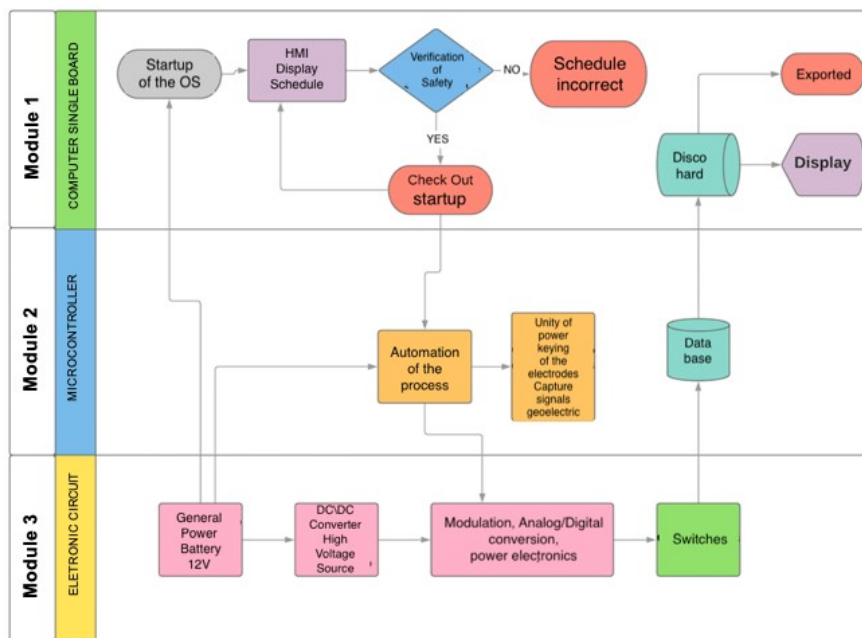 Module 1
COMPUTER SINGLE BOARD
Startup
of the OS
HMI
Display
Schedule
Verification
of
Safety
NO
Schedule
incorrect
YES
Check Out
startup
Exported
Disco
hard
Display
Module 2
MICROCONTROLLER
Automation
of the
process
Unity of
power
keying
of the
electrodes
Capture
signals
geoelectric
Data
base
Module 3
ELETRONIC CIRCUIT
General
Power
Battery
12V
DC\DC
Converter
High
Voltage
Source
Modulation, Analog/Digital
conversion,
power electronics
Switches